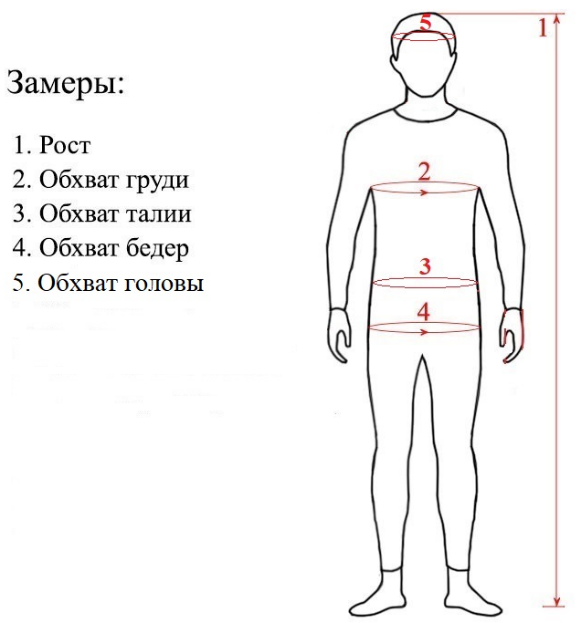 Замеры:
1. Рост
2. Обхват груди
3. Обхват талии
4. Обхват бедер
5. Обхват головы
5
1
2
3
4